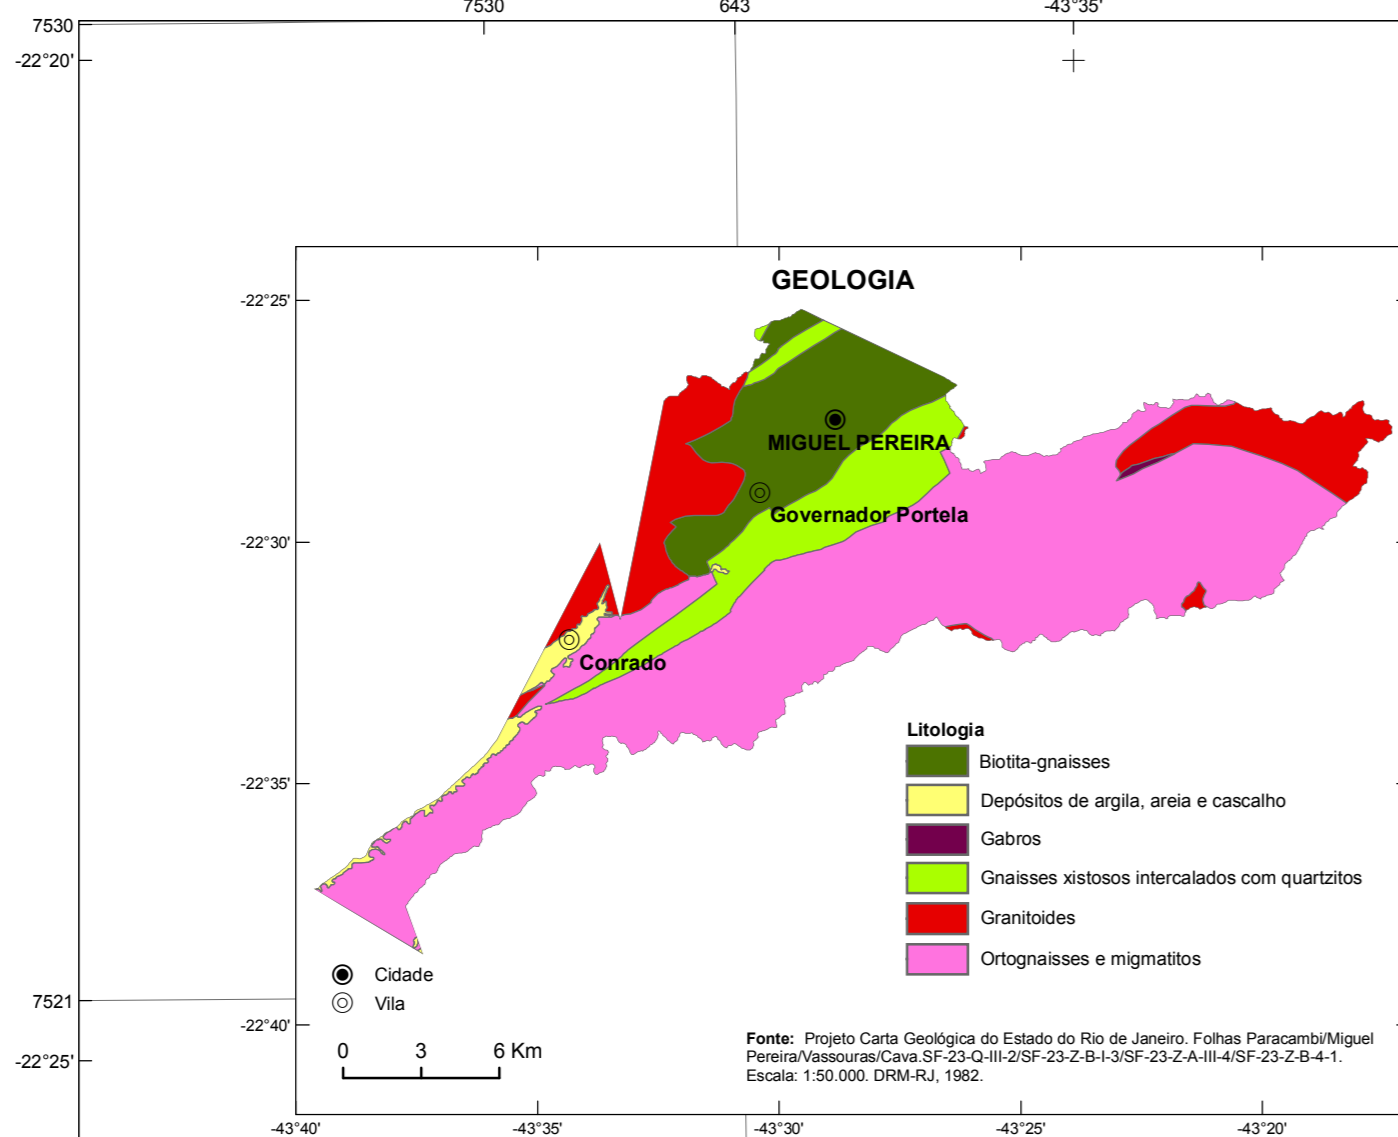 7530 643 -43°35'
7530
-22°20'
GEOLOGIA
-22°25'
MIGUEL PEREIRA
Governador Portela
-22°30'
Conrado
Litologia
Biotita-gnaisses
-22°35'
Depósitos de argila, areia e cascalho
Gabros
Gnaisses xistosos intercalados com quartzitos
Granitoides
Ortognaisses e migmatitos
Cidade
Vila
7521
-22°40'
Fonte: Projeto Carta Geológica do Estado do Rio de Janeiro. Folhas Paracambi/Miguel
Pereira/Vassouras/Cava.SF-23-Q-III-2/SF-23-Z-B-I-3/SF-23-Z-A-III-4/SF-23-Z-B-4-1.
Escala: 1:50.000. DRM-RJ, 1982.
0 3 6 Km
-22°25'
-43°40' -43°35' -43°30' -43°25' -43°20'